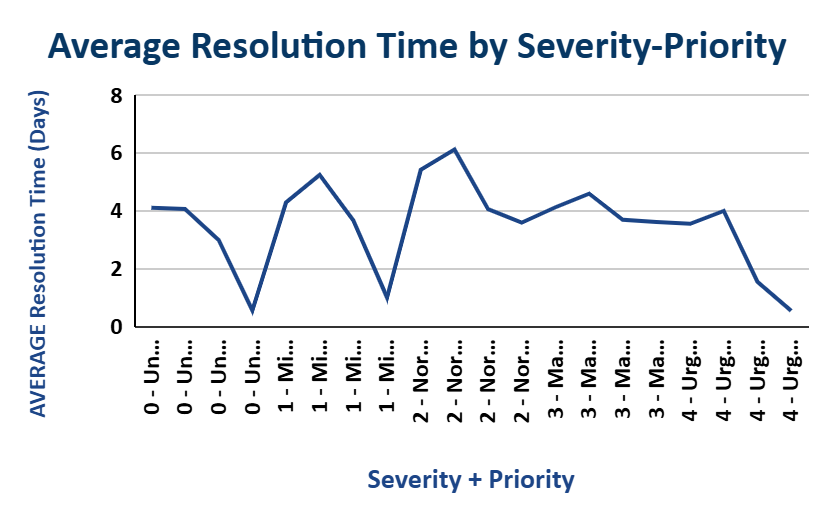 Average Resolution Time by Severity-Priority
AVERAGE Resolution Time (Days)
8
6
4
2
0
0 - Un...
0 - Un...
0 - Un...
0 - Un...
1 - Mi...
1 - Mi...
1 - Mi...
1 - Mi...
2 - Nor...
2 - Nor...
2 - Nor...
2 - Nor...
3 - Ma...
3 - Ma...
3 - Ma...
3 - Ma...
4 - Urg...
4 - Urg...
4 - Urg...
4 - Urg...
Severity + Priority